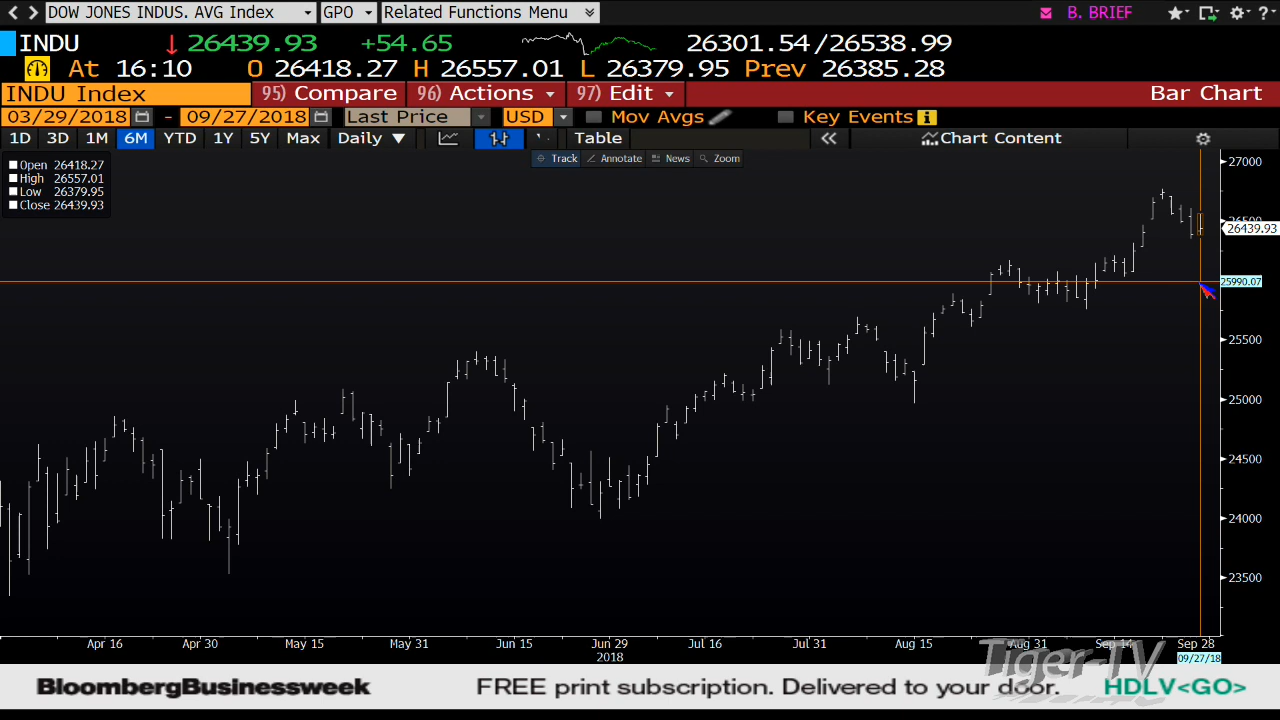 DOW JONES INDUS. AVG Index GPO Related Functions Menu B. BRIEF ?
INDU 26439.93 +54.65 26301.54/26538.99
At 16:10 O 26418.27 H 26557.01 L 26379.95 Prev 26385.28
INDU Index 95) Compare 96) Actions 97) Edit Bar Chart
03/29/2018 - 09/27/2018 Last Price USD Mov Avgs Key Events
1D 3D 1M 6M YTD 1Y 5Y Max Daily Table Chart Content
Track Annotate News Zoom
Open 26418.27
High 26557.01
Low 26379.95
Close 26439.93
27000
26500
26439.93
25990.07
25500
25000
24500
24000
23500
Apr 16 Apr 30 May 15 May 31 Jun 15 Jun 29 Jul 16 Jul 31 Aug 15 Aug 31 Sep 14 Sep 28
2018 09/27/18
Tiger-TV
BloombergBusinessweek FREE print subscription. Delivered to your door. HDLV<GO>